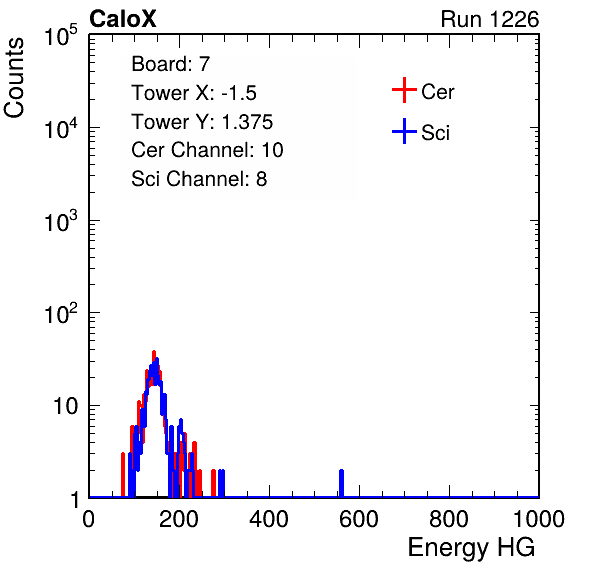 CaloX Run 1226
Counts
Board: 7
Tower X: -1.5
Tower Y: 1.375
Cer Channel: 10
Sci Channel: 8
Cer
Sci
10^5
10^4
10^3
10^2
10
1
0 200 400 600 800 1000
Energy HG